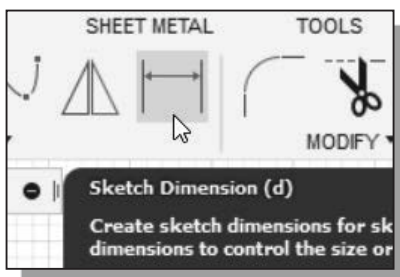 SHEET METAL TOOLS
MODIFY
Sketch Dimension (d)
Create sketch dimensions for sk
dimensions to control the size or